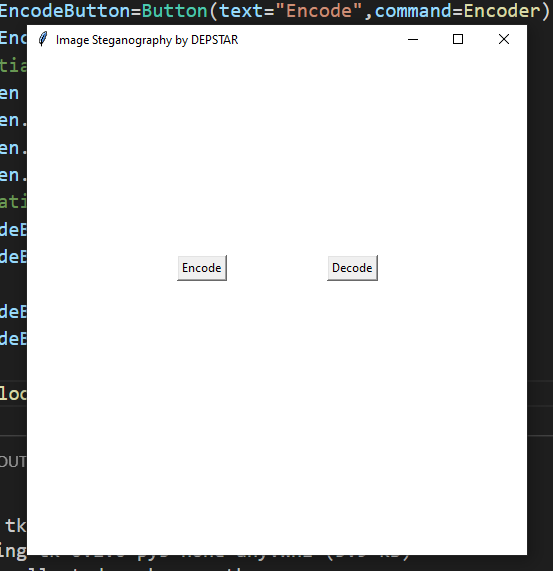 EncodeButton=Button(text="Encode",command=Encoder)
Enc
Image Steganography by DEPSTAR
tia
en
en.
en.
en.
ati
deB
deB
Encode
Decode
deB
deB
loo
OUT
tk
ing